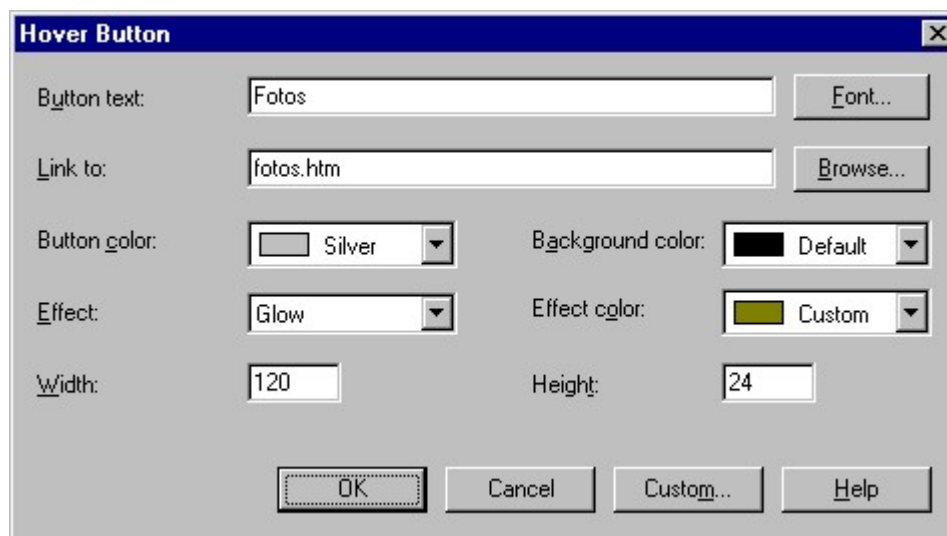 Hover Button
Button text: Fotos Font...
Link to: fotos.htm Browse...
Button color: Silver Background color: Default
Effect: Glow Effect color: Custom
Width: 120 Height: 24
OK Cancel Custom... Help